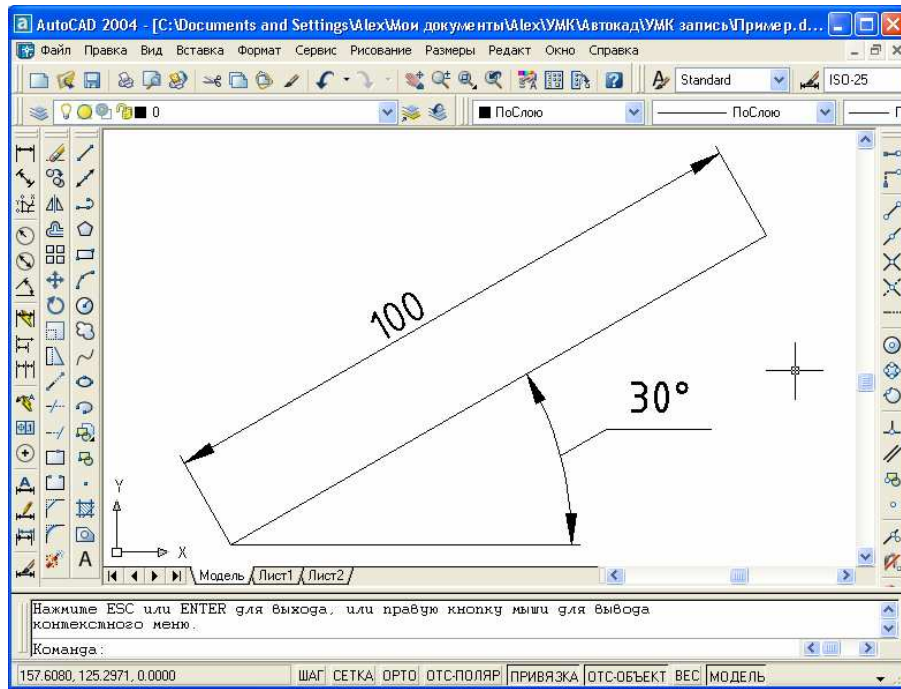 AutoCAD 2004 - [C:\Documents and Settings\Alex\Мои документы\Alex\УМК\Автокад\УМК запись\Пример.d...
Файл Правка Вид Вставка Формат Сервис Рисование Размеры Редакт Окно Справка
Standard ISO-25
0 ПоСлою ПоСлою П
100
30°
Y
X
A
Модель Лист1 Лист2
Нажмите ESC или ENTER для выхода, или правую кнопку мыши для вывода
контекстного меню.
Команда:
157.6080, 125.2971, 0.0000 ШАГ СЕТКА ОРТО ОТС-ПОЛЯР ПРИВЯЗКА ОТС-ОБЪЕКТ ВЕС МОДЕЛЬ